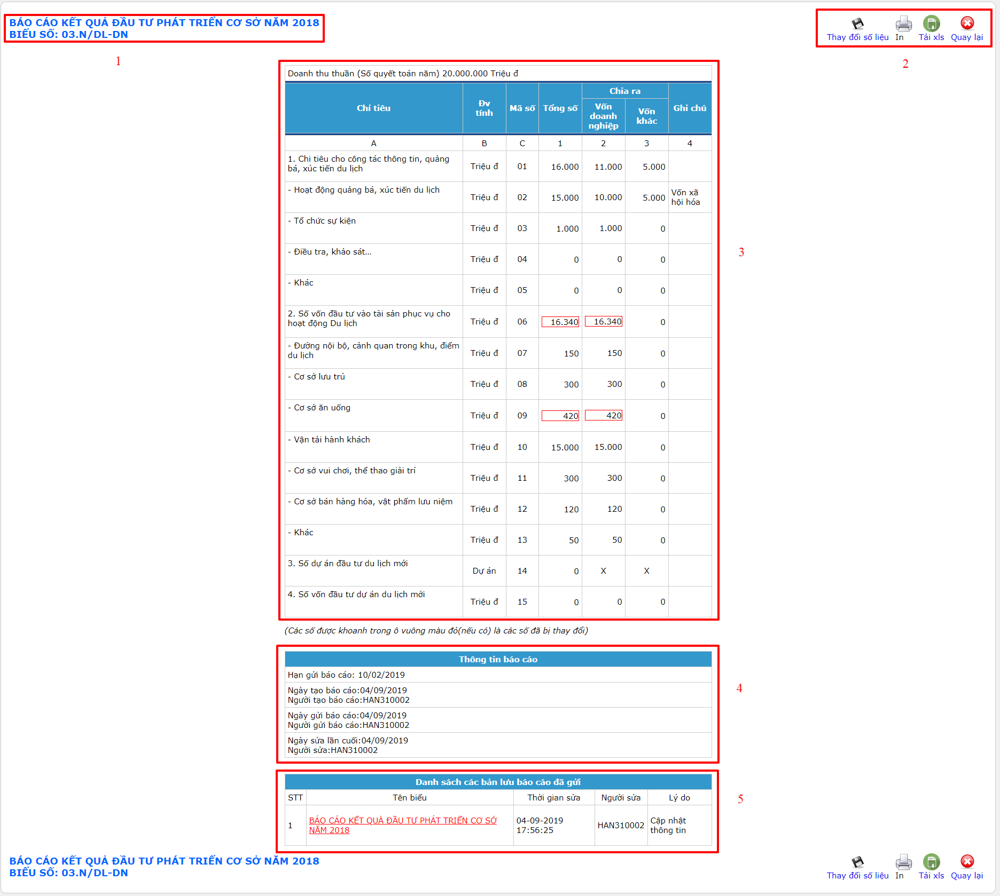 BÁO CÁO KẾT QUẢ ĐẦU TƯ PHÁT TRIỂN CƠ SỞ NĂM 2018
BIỂU SỐ: 03.N/DL-DN
Thay đổi số liệu In Tải xls Quay lại
1
2
Doanh thu thuần (Số quyết toán năm) 20.000.000 Triệu đ
Chỉ tiêu
Đv
tính
Mã số
Tổng số
Chia ra
Vốn
doanh
nghiệp
Vốn
khác
Ghi chú
A B C 1 2 3 4
1. Chi tiêu cho công tác thông tin, quảng
bá, xúc tiến du lịch
Triệu đ 01 16.000 11.000 5.000
- Hoạt động quảng bá, xúc tiến du lịch
Triệu đ 02 15.000 10.000 5.000
Vốn xã
hội hóa
- Tổ chức sự kiện
Triệu đ 03 1.000 1.000 0
- Điều tra, khảo sát...
Triệu đ 04 0 0 0
3
- Khác
Triệu đ 05 0 0 0
2. Số vốn đầu tư vào tài sản phục vụ cho
hoạt động Du lịch
Triệu đ 06 16.340 16.340 0
- Đường nội bộ, cảnh quan trong khu, điểm
du lịch
Triệu đ 07 150 150 0
- Cơ sở lưu trú
Triệu đ 08 300 300 0
- Cơ sở ăn uống
Triệu đ 09 420 420 0
- Vận tải hành khách
Triệu đ 10 15.000 15.000 0
- Cơ sở vui chơi, thể thao giải trí
Triệu đ 11 300 300 0
- Cơ sở bán hàng hóa, vật phẩm lưu niệm
Triệu đ 12 120 120 0
- Khác
Triệu đ 13 50 50 0
3. Số dự án đầu tư du lịch mới
Dự án 14 0 X X
4. Số vốn đầu tư dự án du lịch mới
Triệu đ 15 0 0 0
(Các số được khoanh trong ô vuông màu đỏ(nếu có) là các số đã bị thay đổi)
Thông tin báo cáo
Hạn gửi báo cáo: 10/02/2019
Ngày tạo báo cáo:04/09/2019
Người tạo báo cáo:HAN310002
4
Ngày gửi báo cáo:04/09/2019
Người gửi báo cáo:HAN310002
Ngày sửa lần cuối:04/09/2019
Người sửa:HAN310002
Danh sách các bản lưu báo cáo đã gửi
STT Tên biểu Thời gian sửa Người sửa Lý do
5
1
BÁO CÁO KẾT QUẢ ĐẦU TƯ PHÁT TRIỂN CƠ SỞ
NĂM 2018
04-09-2019
17:56:25
HAN310002
Cập nhật
thông tin
BÁO CÁO KẾT QUẢ ĐẦU TƯ PHÁT TRIỂN CƠ SỞ NĂM 2018
BIỂU SỐ: 03.N/DL-DN
Thay đổi số liệu In Tải xls Quay lại